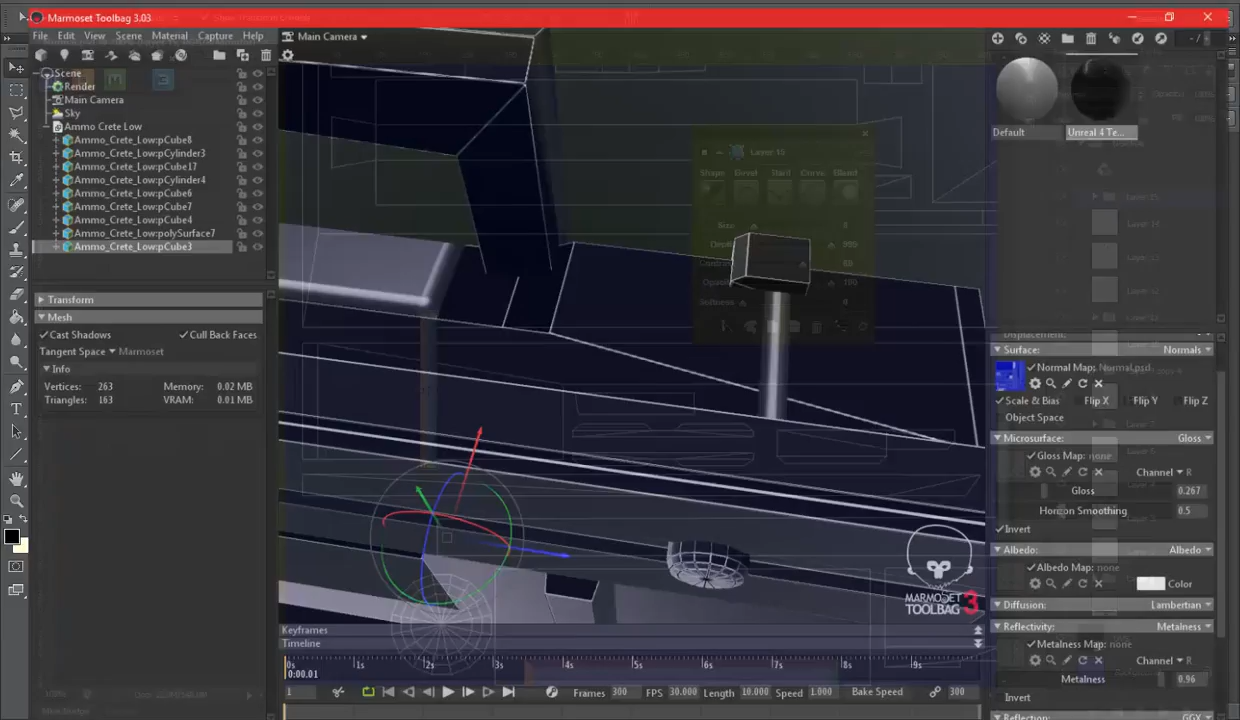 Marmoset Toolbag 3.03
File Edit View Scene Material Capture Help
Main Camera
Scene
Render
Main Camera
Sky
Ammo Crete Low
Ammo_Crete_Low:pCube8
Ammo_Crete_Low:pCylinder3
Ammo_Crete_Low:pCube17
Ammo_Crete_Low:pCylinder4
Ammo_Crete_Low:pCube6
Ammo_Crete_Low:pCube7
Ammo_Crete_Low:pCube4
Ammo_Crete_Low:polySurface7
Ammo_Crete_Low:pCube3
Transform
Mesh
Cast Shadows Cull Back Faces
Tangent Space Marmoset
Info
Vertices: 263 Memory: 0.02 MB
Triangles: 163 VRAM: 0.01 MB
Layer 15
Shape Bevel
Size
Softness
MARMOSET
TOOLBAG 3
Keyframes
Timeline
0s 1s 2s 3s 4s 5s 6s 7s 8s 9s
0:00.01
1 Frames 300 FPS 30.000 Length 10.000 Speed 1.000 Bake Speed 300
Default Unreal 4 Te...
Surface: Normals
Normal Map: Normal.psd
Scale & Bias Flip X Flip Y Flip Z
Object Space
Microsurface: Gloss
Gloss Map: none
Channel R
Gloss 0.267
Horizon Smoothing 0.5
Invert
Albedo: Albedo
Albedo Map: none
Color
Diffusion: Lambertian
Reflectivity: Metalness
Metalness Map: none
Channel R
Metalness 0.96
Invert
Reflection: GGX